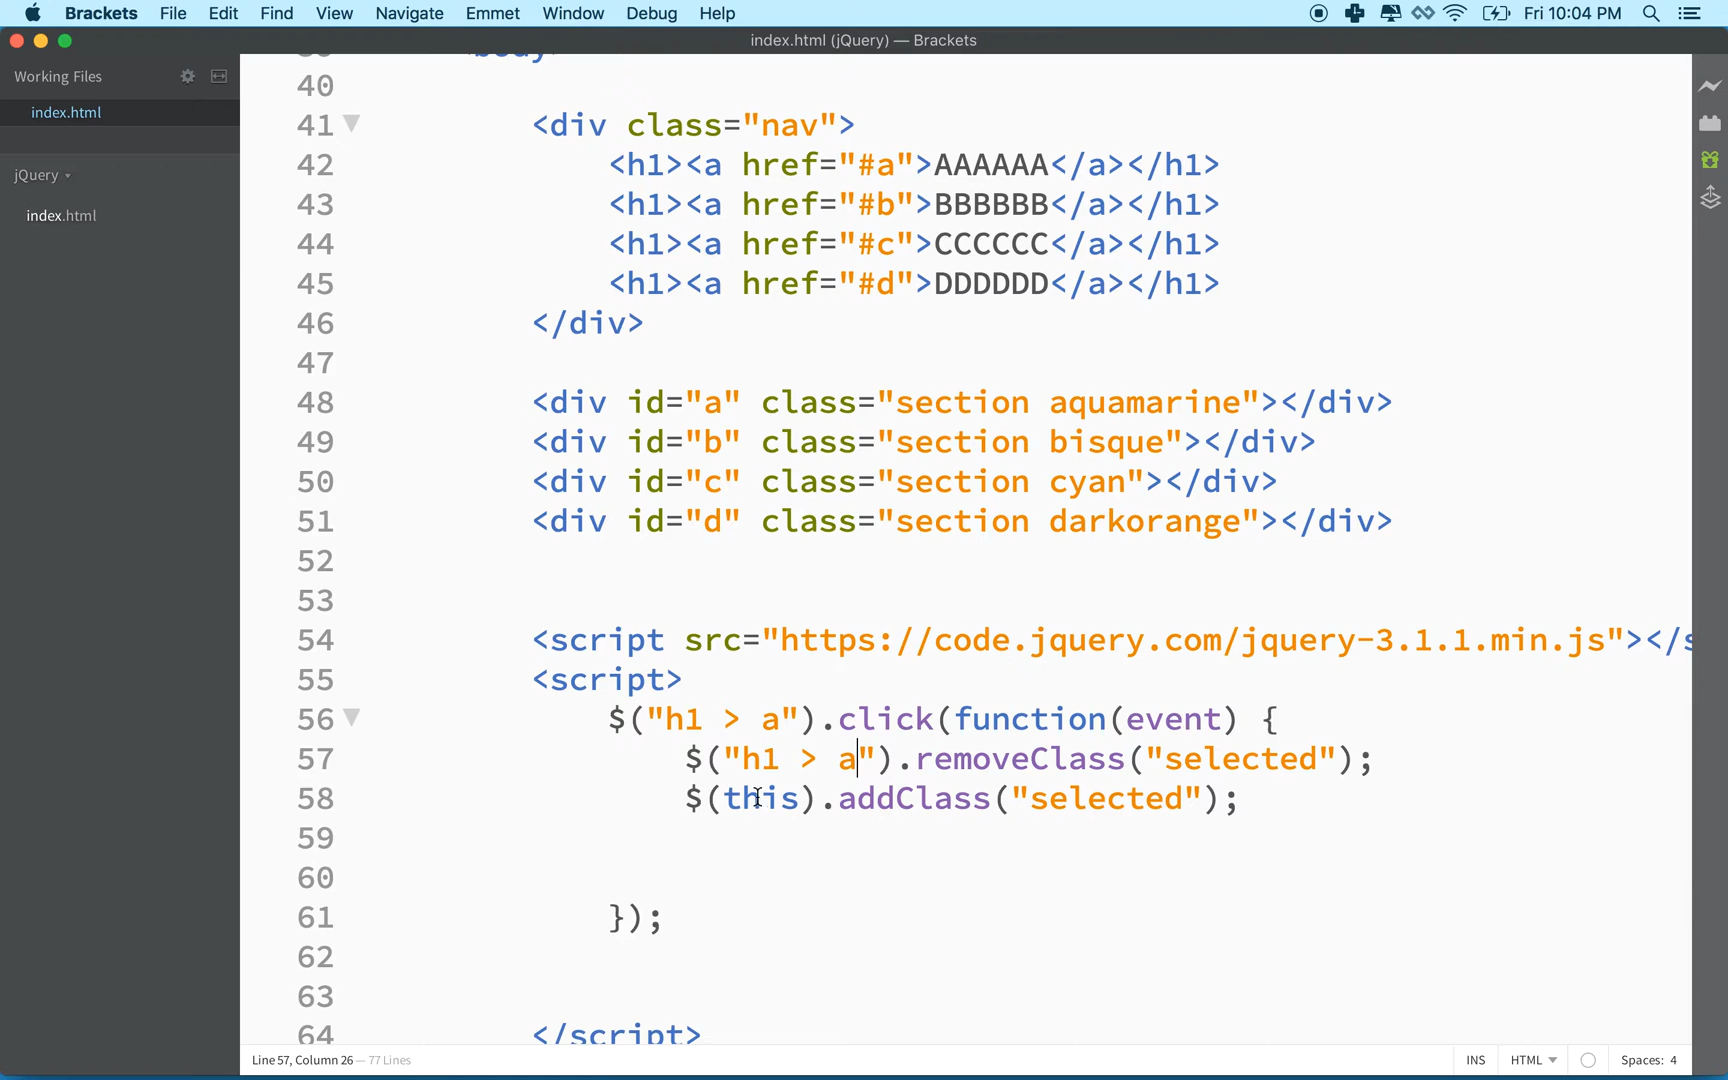 Brackets File Edit Find View Navigate Emmet Window Debug Help Fri 10:04 PM
index.html (jQuery) — Brackets
Working Files
index.html
jQuery
index.html
40
41 <div class="nav">
42 <h1><a href="#a">AAAAAA</a></h1>
43 <h1><a href="#b">BBBBBB</a></h1>
44 <h1><a href="#c">CCCCCC</a></h1>
45 <h1><a href="#d">DDDDDD</a></h1>
46 </div>
47
48 <div id="a" class="section aquamarine"></div>
49 <div id="b" class="section bisque"></div>
50 <div id="c" class="section cyan"></div>
51 <div id="d" class="section darkorange"></div>
52
53
54 <script src="https://code.jquery.com/jquery-3.1.1.min.js"></s
55 <script>
56 $("h1 > a").click(function(event) {
57 $("h1 > a").removeClass("selected");
58 $(this).addClass("selected");
59
60
61 });
62
63
64 </script>
Line 57, Column 26 — 77 Lines INS HTML Spaces: 4